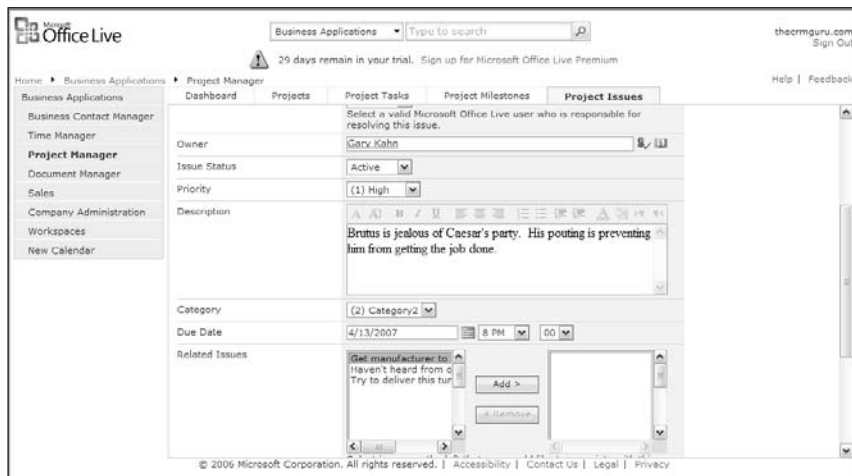 Microsoft
Office Live
Business Applications Type to search
thecrmguru.com
Sign Out
29 days remain in your trial. Sign up for Microsoft Office Live Premium
Home Business Applications Project Manager
Help | Feedback
Business Applications
Business Contact Manager
Time Manager
Project Manager
Document Manager
Sales
Company Administration
Workspaces
New Calendar
Dashboard Projects Project Tasks Project Milestones Project Issues
Select a valid Microsoft Office Live user who is responsible for
resolving this issue.
Owner Gary Kahn
Issue Status Active
Priority (1) High
Description
A A B I U
Brutus is jealous of Caesar's party. His pouting is preventing
him from getting the job done.
Category (2) Category2
Due Date 4/13/2007 8 PM 00
Related Issues
Get manufacturer to
Haven't heard from o
Try to deliver this tur
Add >
< Remove
© 2006 Microsoft Corporation. All rights reserved. | Accessibility | Contact Us | Legal | Privacy